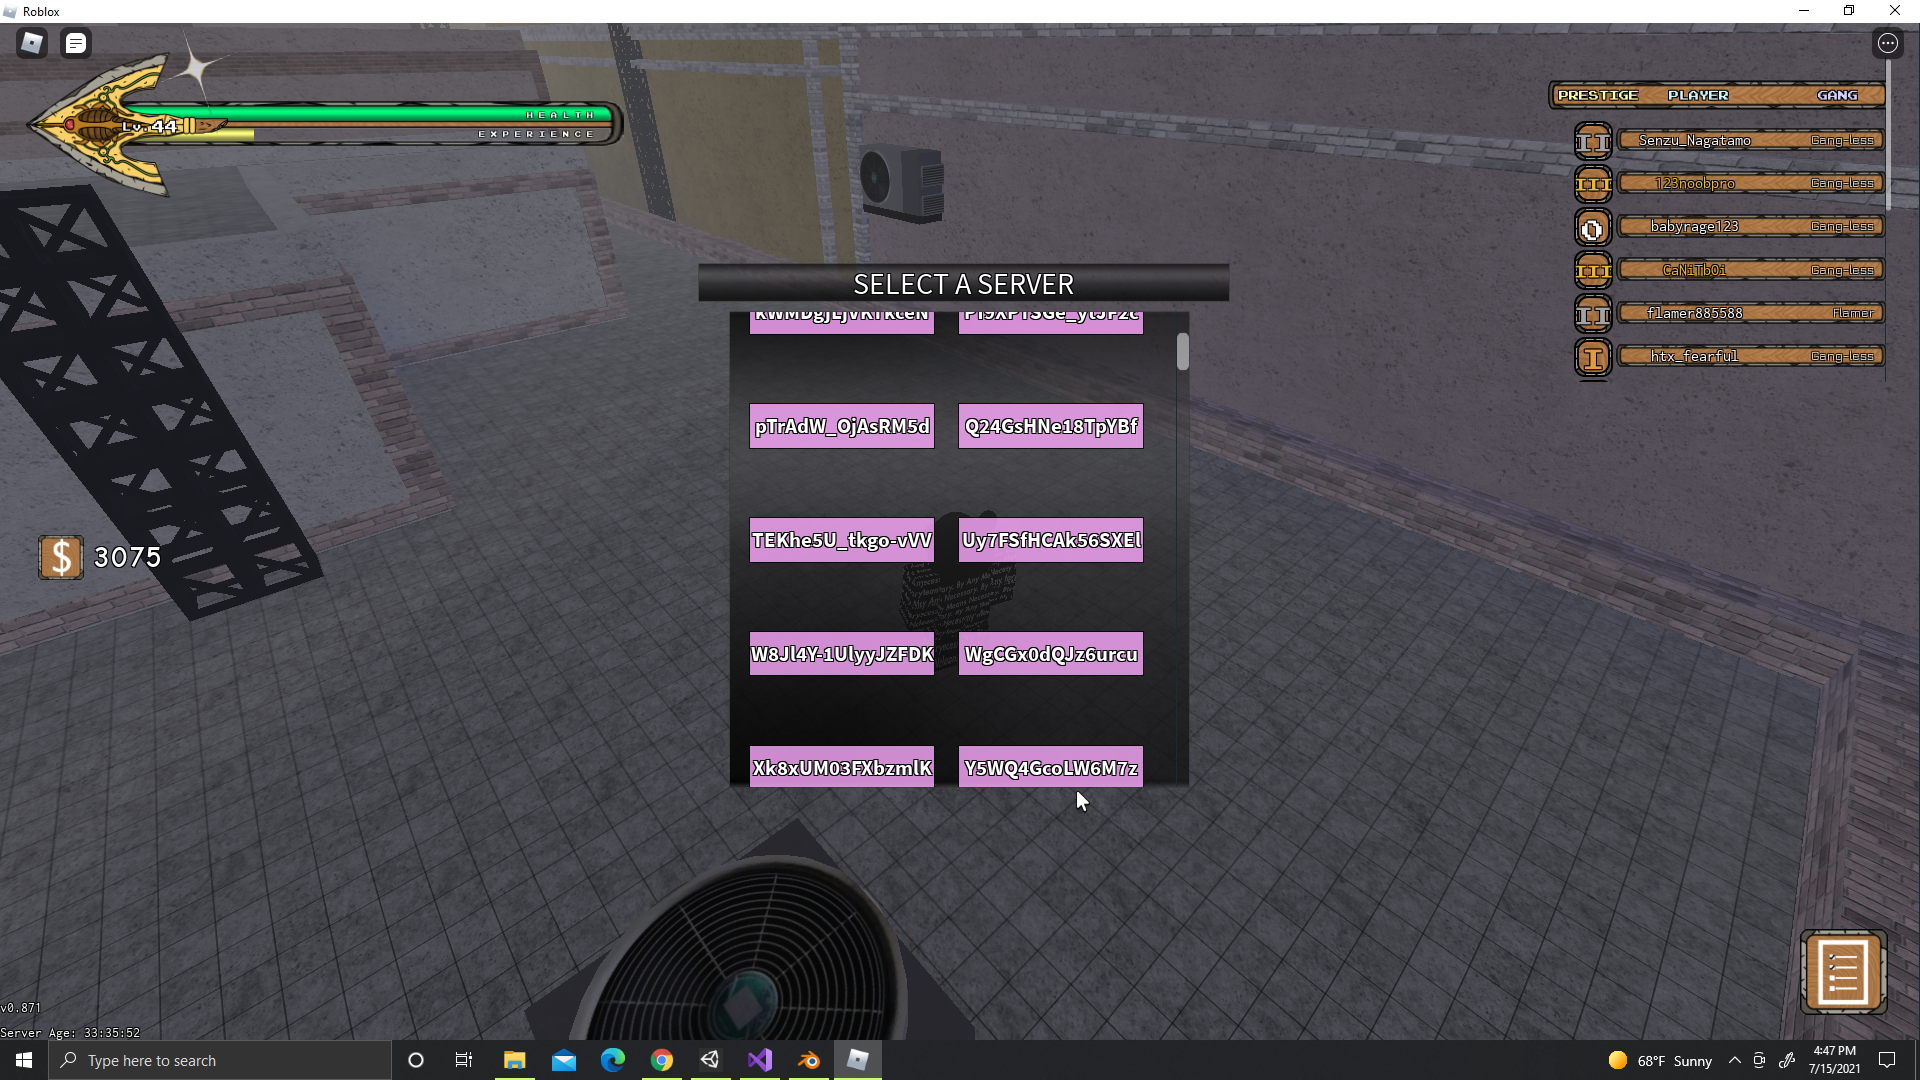 Roblox
Lv.44
HEALTH
EXPERIENCE
PRESTIGE PLAYER GANG
II Senzu_Nagatamo Gang-less
III 123noobpro Gang-less
0 babyrage123 Gang-less
III CaNiTbOi Gang-less
II flamer885588 Flamer
I htx_fearful Gang-less
SELECT A SERVER
pTrAdW_OjAsRM5d Q24GsHNe18TpYBf
TEKhe5U_tkgo-vVV Uy7FSfHCAk56SXEl
W8Jl4Y-1UlyyJZFDK WgCGx0dQJz6urcu
Xk8xUM03FXbzmlK Y5WQ4GcoLW6M7z
$ 3075
v0.871
Server Age: 33:35:52
Type here to search
68°F Sunny
4:47 PM
7/15/2021